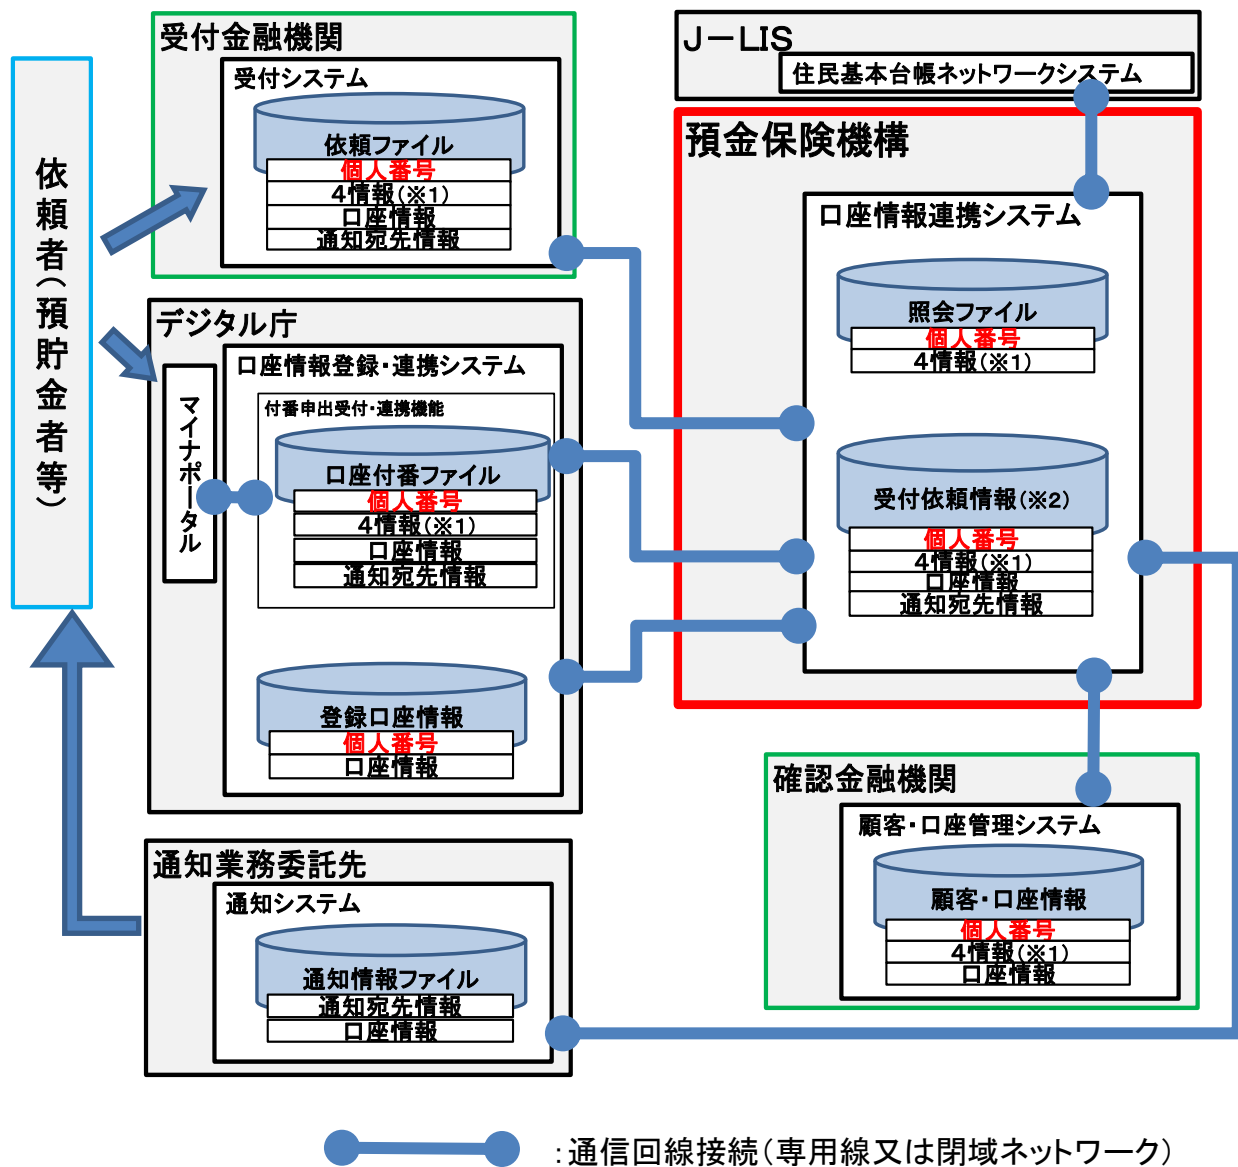 依頼者(預貯金者等)
受付金融機関
受付システム
依頼ファイル
個人番号
4情報(※1)
口座情報
通知宛先情報
デジタル庁
マイナポータル
口座情報登録・連携システム
付番申出受付・連携機能
口座付番ファイル
個人番号
4情報(※1)
口座情報
通知宛先情報
登録口座情報
個人番号
口座情報
通知業務委託先
通知システム
通知情報ファイル
通知宛先情報
口座情報
J-LIS
住民基本台帳ネットワークシステム
預金保険機構
口座情報連携システム
照会ファイル
個人番号
4情報(※1)
受付依頼情報(※2)
個人番号
4情報(※1)
口座情報
通知宛先情報
確認金融機関
顧客・口座管理システム
顧客・口座情報
個人番号
4情報(※1)
口座情報
:通信回線接続(専用線又は閉域ネットワーク)